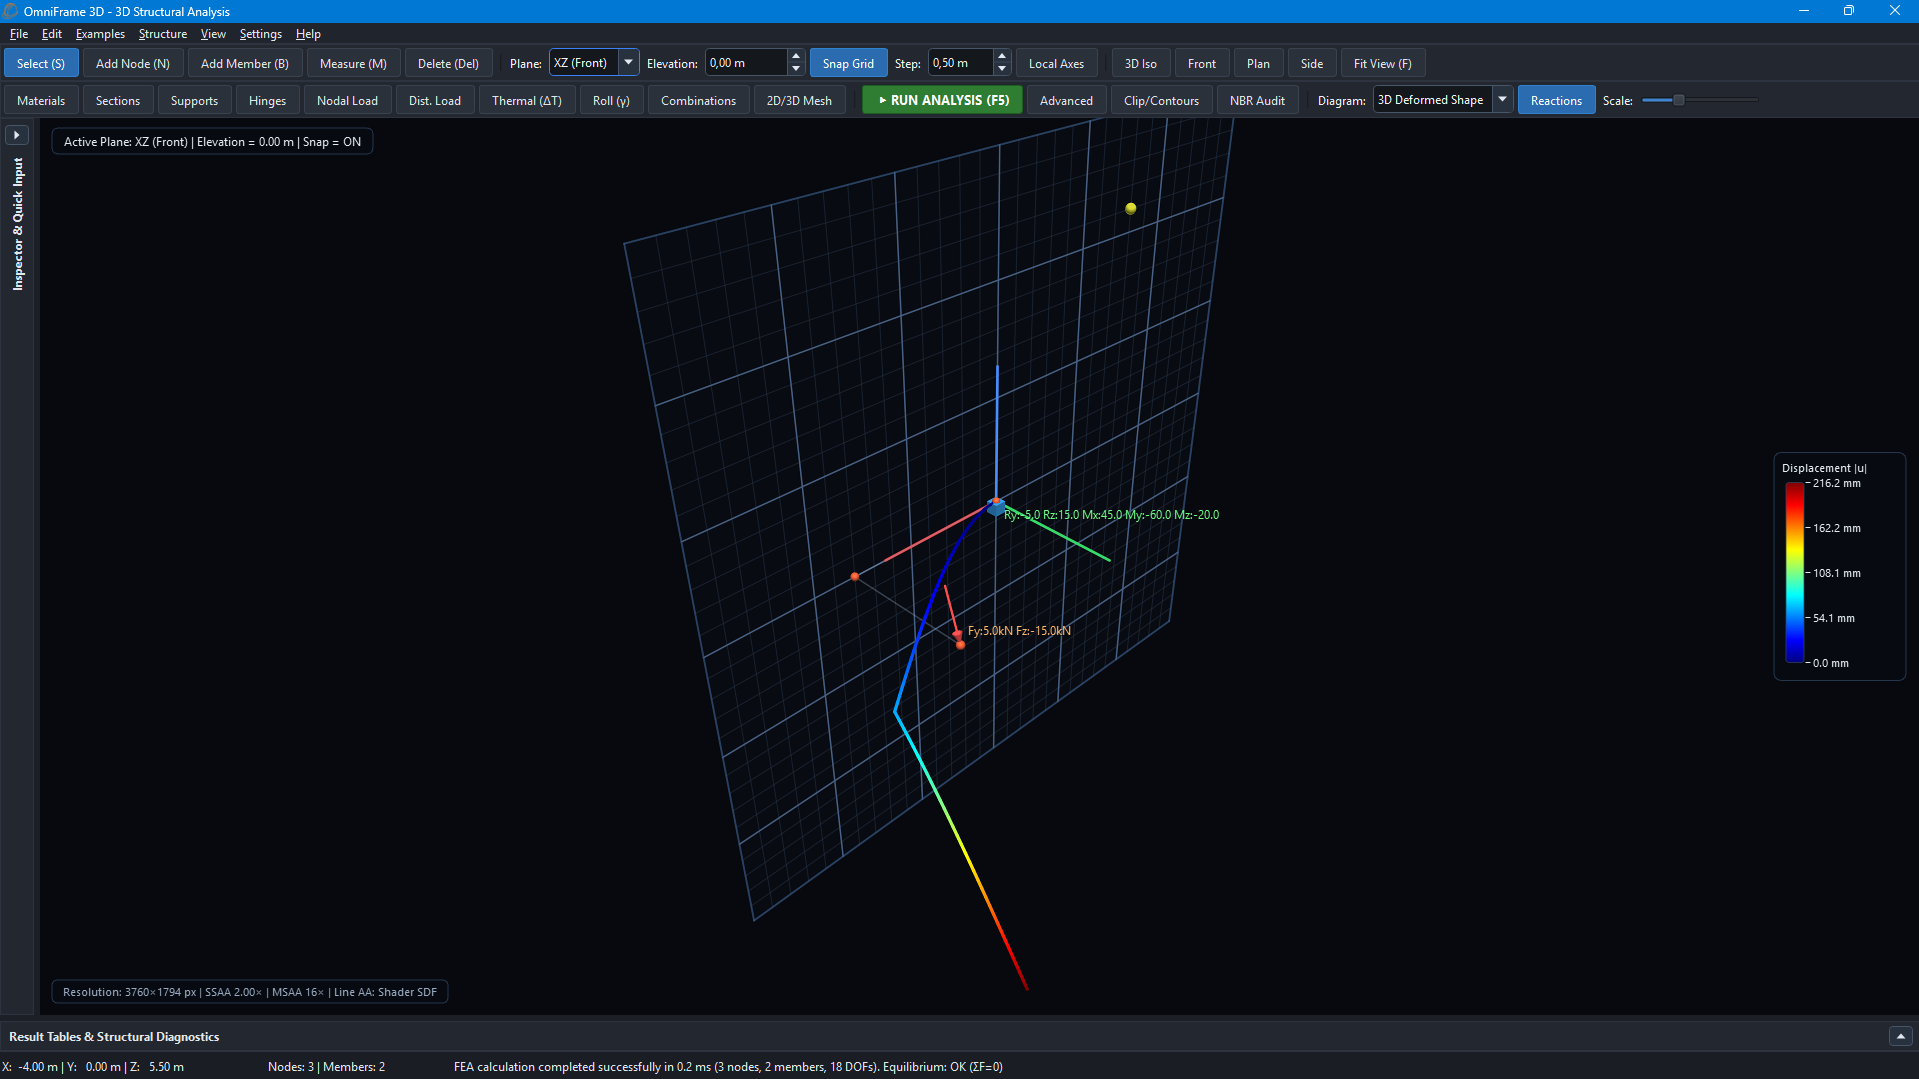 OmniFrame 3D - 3D Structural Analysis
File Edit Examples Structure View Settings Help
Select (S) Add Node (N) Add Member (B) Measure (M) Delete (Del) Plane: XZ (Front) Elevation: 0,00 m Snap Grid Step: 0,50 m Local Axes 3D Iso Front Plan Side Fit View (F)
Materials Sections Supports Hinges Nodal Load Dist. Load Thermal (ΔT) Roll (γ) Combinations 2D/3D Mesh RUN ANALYSIS (F5) Advanced Clip/Contours NBR Audit Diagram: 3D Deformed Shape Reactions Scale:
Active Plane: XZ (Front) | Elevation = 0.00 m | Snap = ON
Inspector & Quick Input
Ry:-5.0 Rz:15.0 Mx:45.0 My:-60.0 Mz:-20.0
Fy:5.0kN Fz:-15.0kN
Displacement |u|
216.2 mm
162.2 mm
108.1 mm
54.1 mm
0.0 mm
Resolution: 3760×1794 px | SSAA 2.00× | MSAA 16× | Line AA: Shader SDF
Result Tables & Structural Diagnostics
X: -4.00 m | Y: 0.00 m | Z: 5.50 m Nodes: 3 | Members: 2 FEA calculation completed successfully in 0.2 ms (3 nodes, 2 members, 18 DOFs). Equilibrium: OK (ΣF=0)